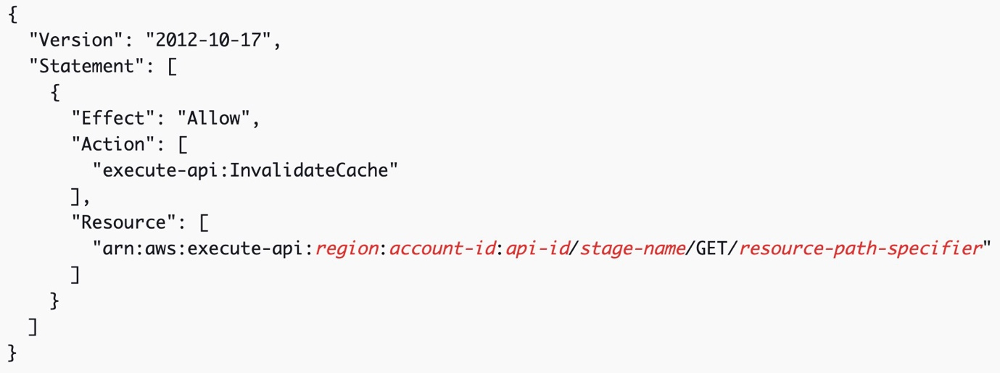 {
  "Version": "2012-10-17",
  "Statement": [
    {
      "Effect": "Allow",
      "Action": [
        "execute-api:InvalidateCache"
      ],
      "Resource": [
        "arn:aws:execute-api:region:account-id:api-id/stage-name/GET/resource-path-specifier"
      ]
    }
  ]
}